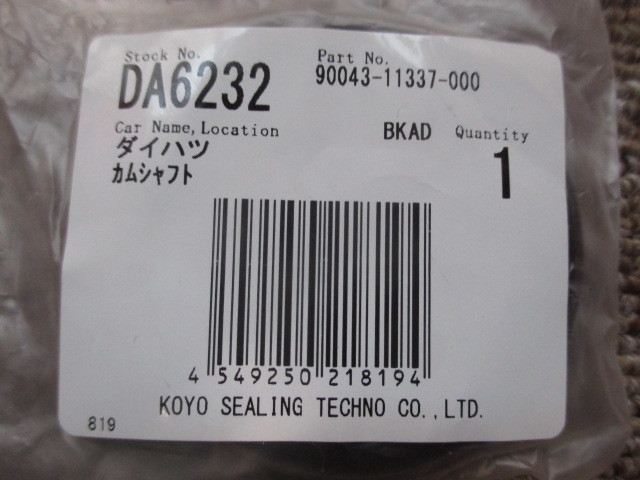 Stock No. Part No.
DA6232 90043-11337-000
Car Name,Location BKAD Quantity
ダイハツ 1
カムシャフト
4 549250 218194
KOYO SEALING TECHNO CO.,LTD.
819